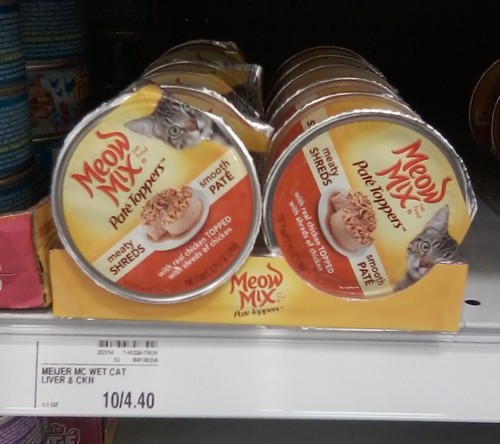 Meow
Mix
Paté Toppers™
smooth
PATÉ
meaty
SHREDS
with real chicken TOPPED
with shreds of chicken
Meow
Mix
Paté Toppers™
meaty
SHREDS
with real chicken TOPPED
with shreds of chicken
smooth
PATÉ
Meow
Mix
Paté Toppers
MEIJER MC WET CAT
LIVER & CKN
10/4.40